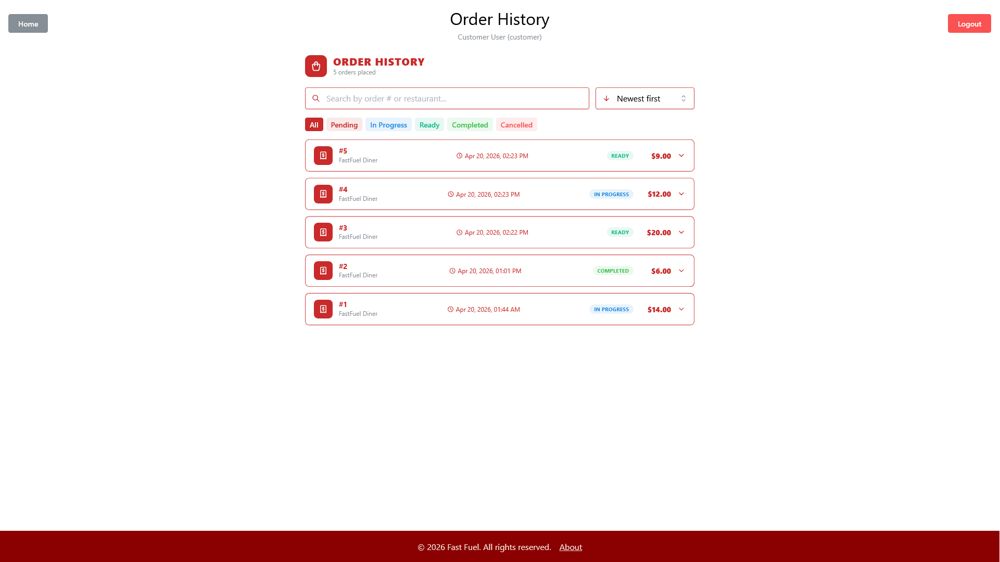 Home
Order History
Customer User (customer)
Logout
ORDER HISTORY
5 orders placed
Search by order # or restaurant...
Newest first
All
Pending
In Progress
Ready
Completed
Cancelled
#5
FastFuel Diner
Apr 20, 2026, 02:23 PM
READY
$9.00
#4
FastFuel Diner
Apr 20, 2026, 02:23 PM
IN PROGRESS
$12.00
#3
FastFuel Diner
Apr 20, 2026, 02:22 PM
READY
$20.00
#2
FastFuel Diner
Apr 20, 2026, 01:01 PM
COMPLETED
$6.00
#1
FastFuel Diner
Apr 20, 2026, 01:44 AM
IN PROGRESS
$14.00
© 2026 Fast Fuel. All rights reserved. About